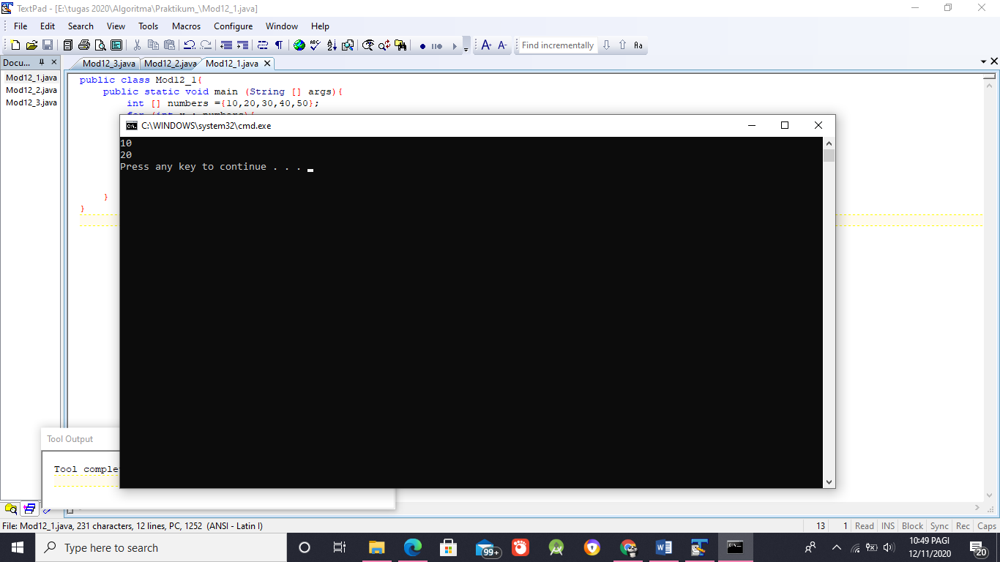 TextPad - [E:\tugas 2020\Algoritma\Praktikum_\Mod12_1.java]
File Edit Search View Tools Macros Configure Window Help
Find incrementally Aa
Docu... Mod12_3.java Mod12_2.java Mod12_1.java
Mod12_1.java
Mod12_2.java
Mod12_3.java
public class Mod12_1{
public static void main (String [] args){
int [] numbers ={10,20,30,40,50};
for (int x : numbers){
}
}
C:\WINDOWS\system32\cmd.exe
10
20
Press any key to continue . . .
Tool Output
Tool comple
File: Mod12_1.java, 231 characters, 12 lines, PC, 1252 (ANSI - Latin I) 13 1 Read INS Block Sync Rec Caps
Type here to search
99+
10:49 PAGI
12/11/2020
20